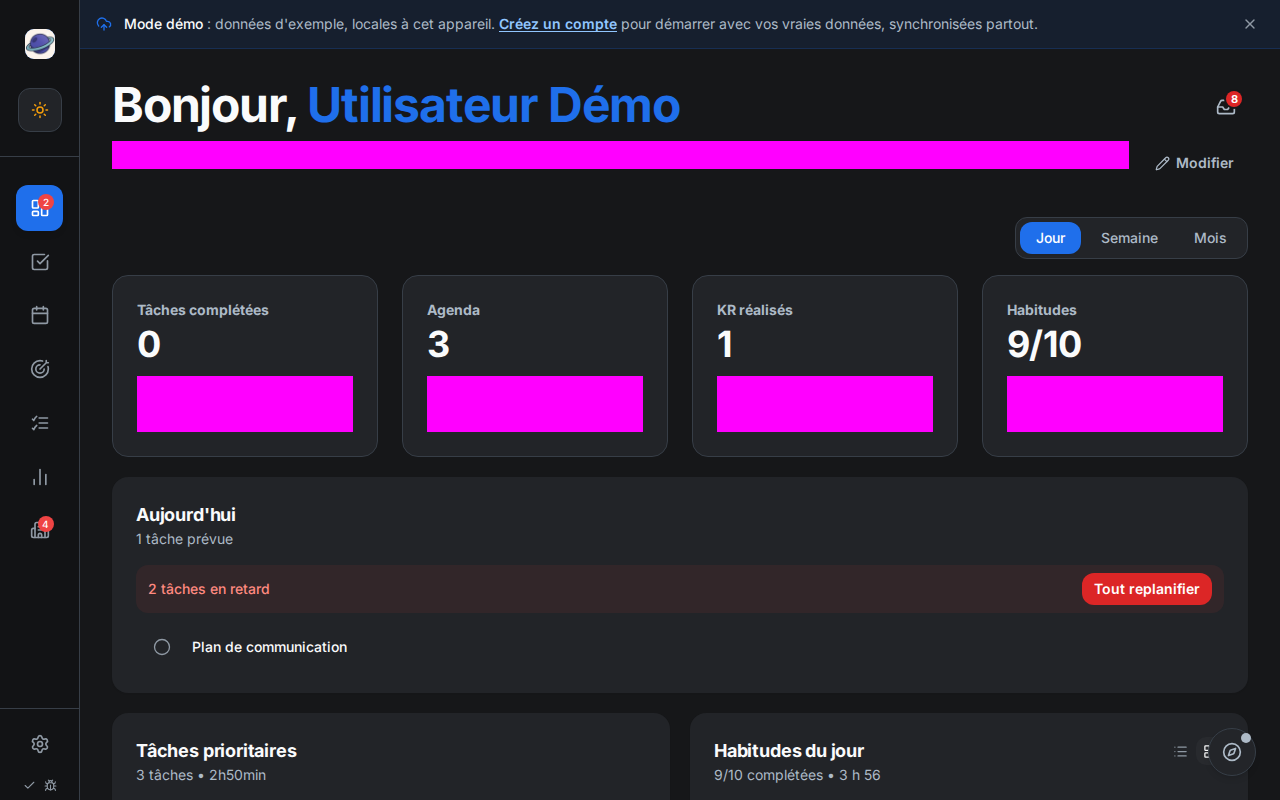 Mode démo : données d'exemple, locales à cet appareil. Créez un compte pour démarrer avec vos vraies données, synchronisées partout.
Bonjour, Utilisateur Démo
8
Modifier
2
4
Jour Semaine Mois
Tâches complétées
0
Agenda
3
KR réalisés
1
Habitudes
9/10
Aujourd'hui
1 tâche prévue
2 tâches en retard
Tout replanifier
Plan de communication
Tâches prioritaires
3 tâches • 2h50min
Habitudes du jour
9/10 complétées • 3 h 56